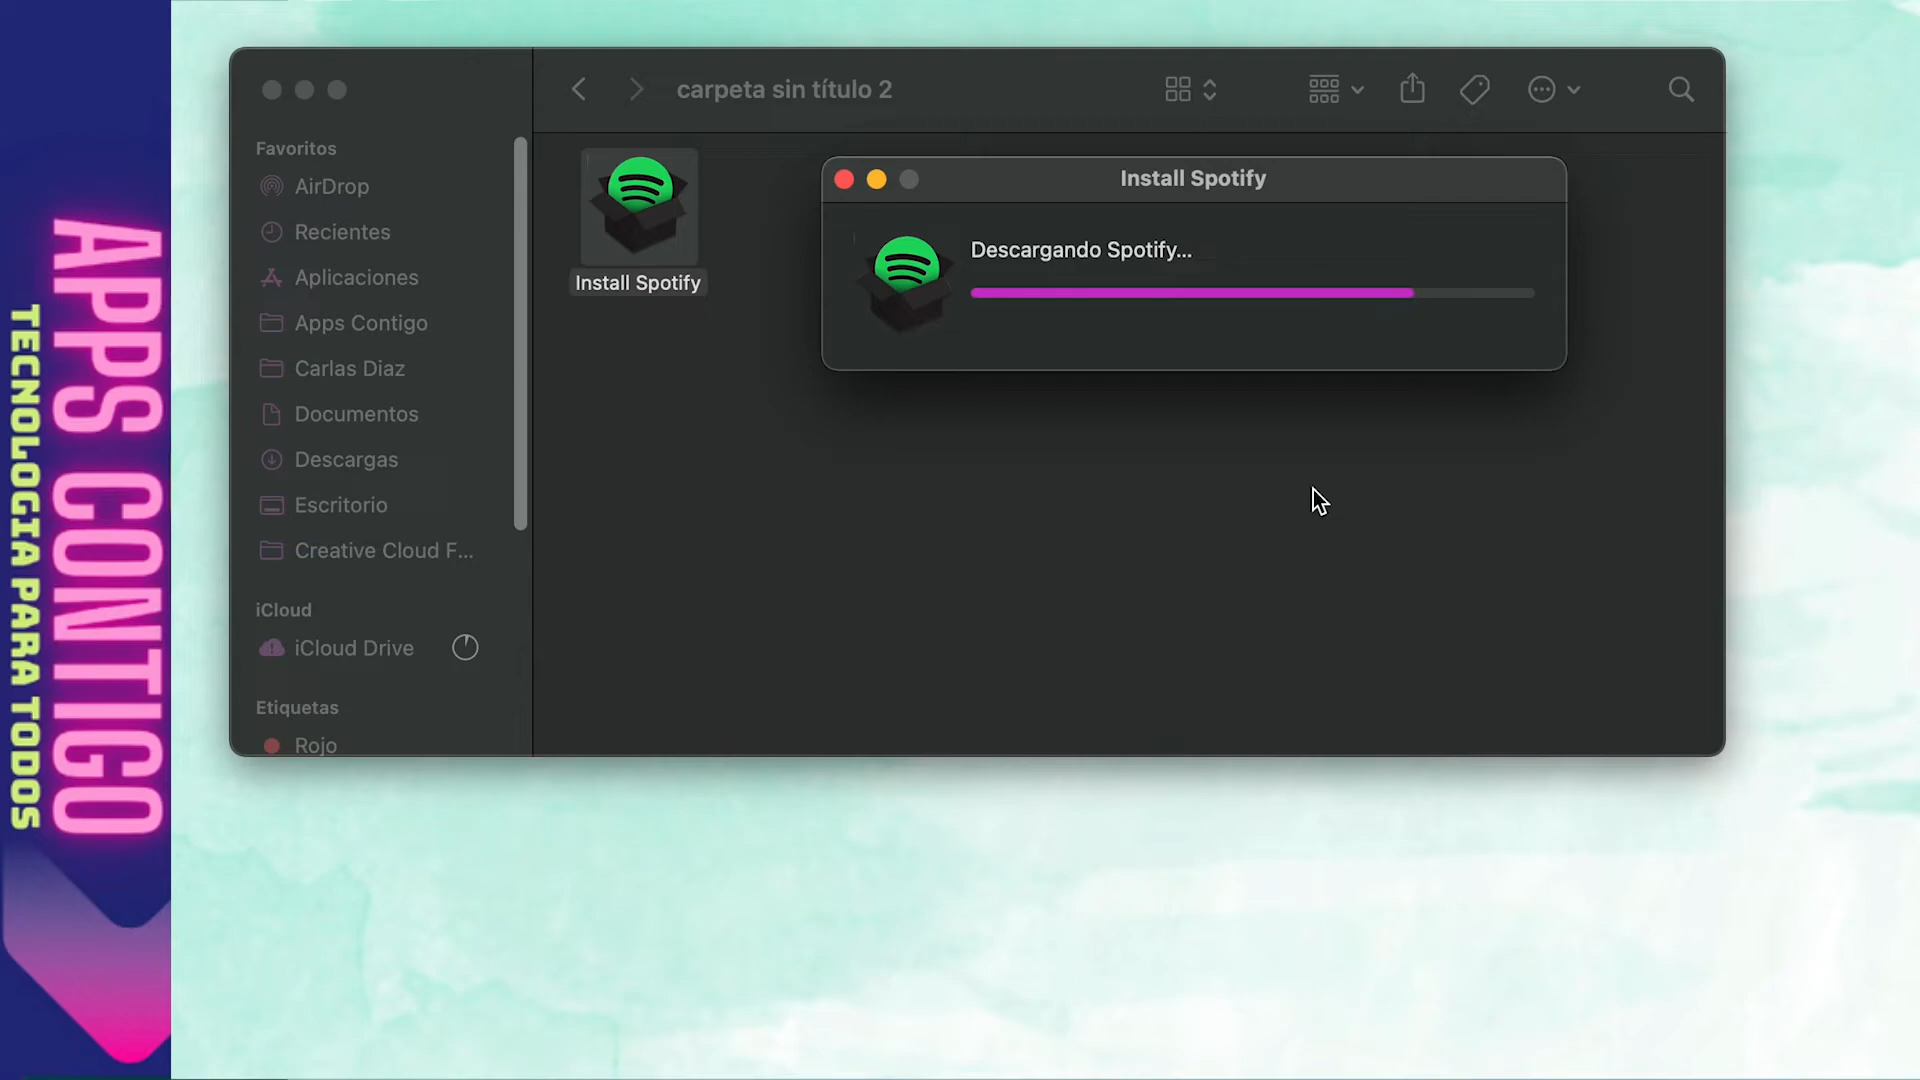 APPS CONTIGO
TECNOLOGIA PARA TODOS
carpeta sin título 2
Favoritos
AirDrop
Recientes
Aplicaciones
Apps Contigo
Carlas Diaz
Documentos
Descargas
Escritorio
Creative Cloud F...
iCloud
iCloud Drive
Etiquetas
Rojo
Install Spotify
Install Spotify
Descargando Spotify...